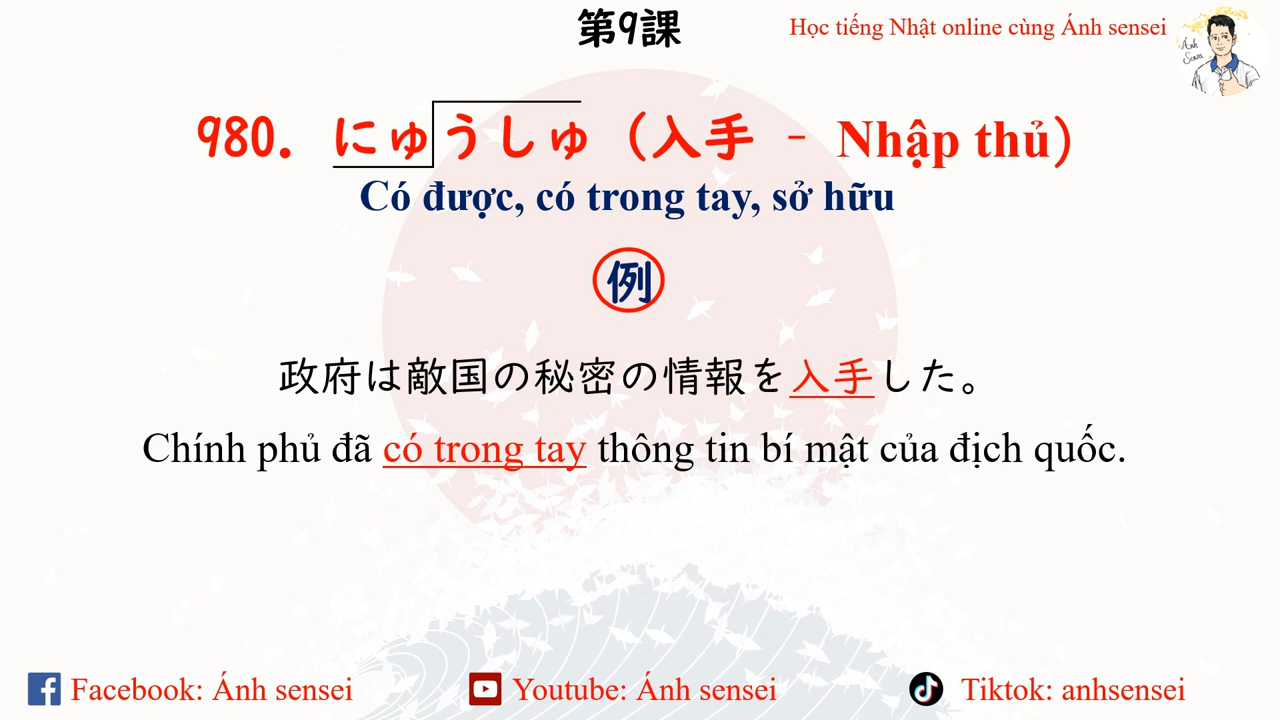 第9課
Học tiếng Nhật online cùng Ánh sensei
Ánh
Sensei
980. にゅうしゅ（入手 - Nhập thủ）
Có được, có trong tay, sở hữu
例
政府は敵国の秘密の情報を入手した。
Chính phủ đã có trong tay thông tin bí mật của địch quốc.
Facebook: Ánh sensei
Youtube: Ánh sensei
Tiktok: anhsensei